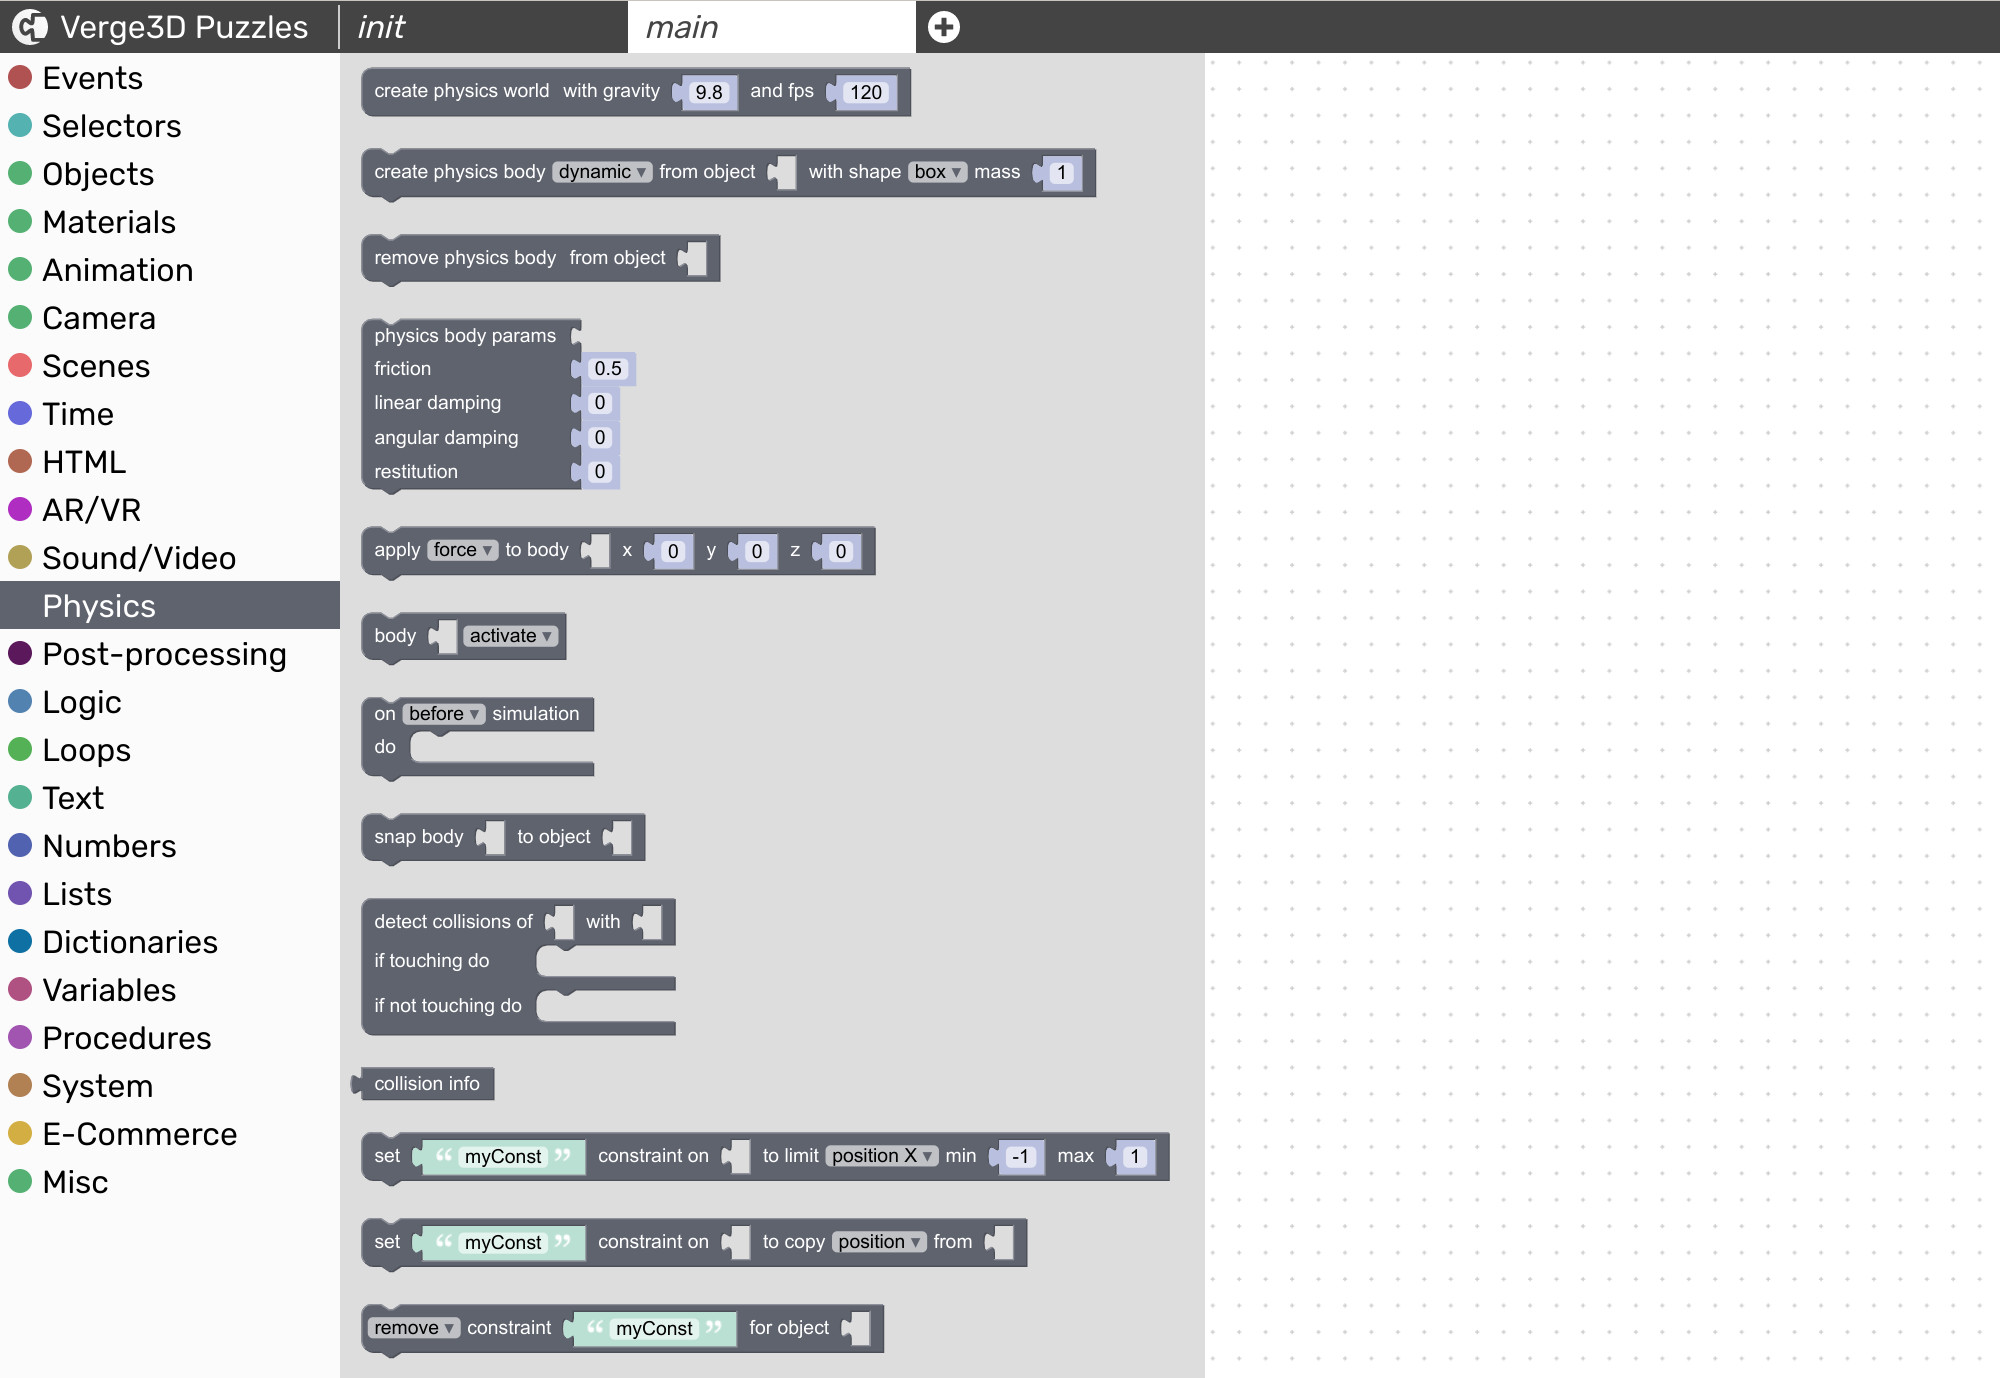 Verge3D Puzzles
init
main
Events
Selectors
Objects
Materials
Animation
Camera
Scenes
Time
HTML
AR/VR
Sound/Video
Physics
Post-processing
Logic
Loops
Text
Numbers
Lists
Dictionaries
Variables
Procedures
System
E-Commerce
Misc
create physics world with gravity 9.8 and fps 120
create physics body dynamic ▾ from object with shape box ▾ mass 1
remove physics body from object
physics body params
friction 0.5
linear damping 0
angular damping 0
restitution 0
apply force ▾ to body x 0 y 0 z 0
body activate ▾
on before ▾ simulation
do
snap body to object
detect collisions of with
if touching do
if not touching do
collision info
set “ myConst ” constraint on to limit position X ▾ min -1 max 1
set “ myConst ” constraint on to copy position ▾ from
remove ▾ constraint “ myConst ” for object